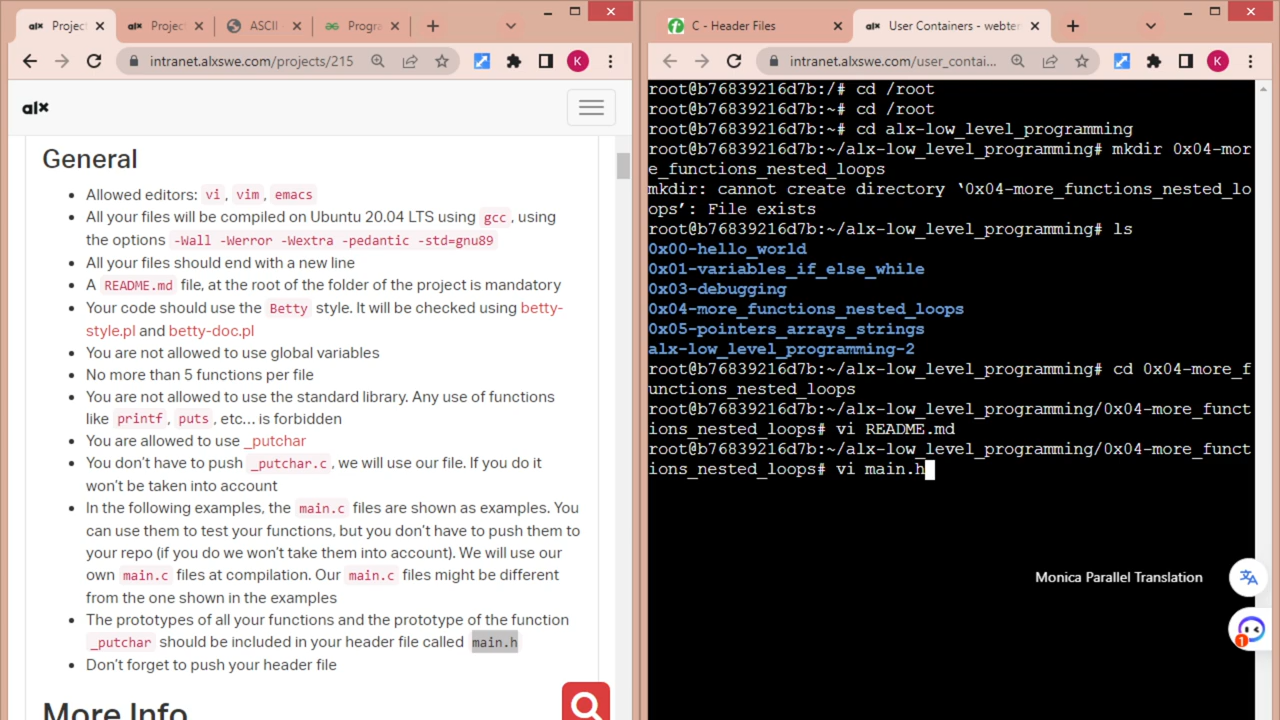 Projec
Projec
ASCII
Progra
intranet.alxswe.com/projects/215
K
alx
General
Allowed editors: vi , vim , emacs
All your files will be compiled on Ubuntu 20.04 LTS using gcc , using
the options -Wall -Werror -Wextra -pedantic -std=gnu89
All your files should end with a new line
A README.md file, at the root of the folder of the project is mandatory
Your code should use the Betty style. It will be checked using betty-
style.pl and betty-doc.pl
You are not allowed to use global variables
No more than 5 functions per file
You are not allowed to use the standard library. Any use of functions
like printf , puts , etc… is forbidden
You are allowed to use _putchar
You don’t have to push _putchar.c , we will use our file. If you do it
won’t be taken into account
In the following examples, the main.c files are shown as examples. You
can use them to test your functions, but you don’t have to push them to
your repo (if you do we won’t take them into account). We will use our
own main.c files at compilation. Our main.c files might be different
from the one shown in the examples
The prototypes of all your functions and the prototype of the function
_putchar should be included in your header file called main.h
Don’t forget to push your header file
More Info
C - Header Files
alx User Containers - webter
intranet.alxswe.com/user_contai...
K
root@b76839216d7b:/# cd /root
root@b76839216d7b:~# cd /root
root@b76839216d7b:~# cd alx-low_level_programming
root@b76839216d7b:~/alx-low_level_programming# mkdir 0x04-mor
e_functions_nested_loops
mkdir: cannot create directory ‘0x04-more_functions_nested_lo
ops’: File exists
root@b76839216d7b:~/alx-low_level_programming# ls
0x00-hello_world
0x01-variables_if_else_while
0x03-debugging
0x04-more_functions_nested_loops
0x05-pointers_arrays_strings
alx-low_level_programming-2
root@b76839216d7b:~/alx-low_level_programming# cd 0x04-more_f
unctions_nested_loops
root@b76839216d7b:~/alx-low_level_programming/0x04-more_funct
ions_nested_loops# vi README.md
root@b76839216d7b:~/alx-low_level_programming/0x04-more_funct
ions_nested_loops# vi main.h
Monica Parallel Translation
1